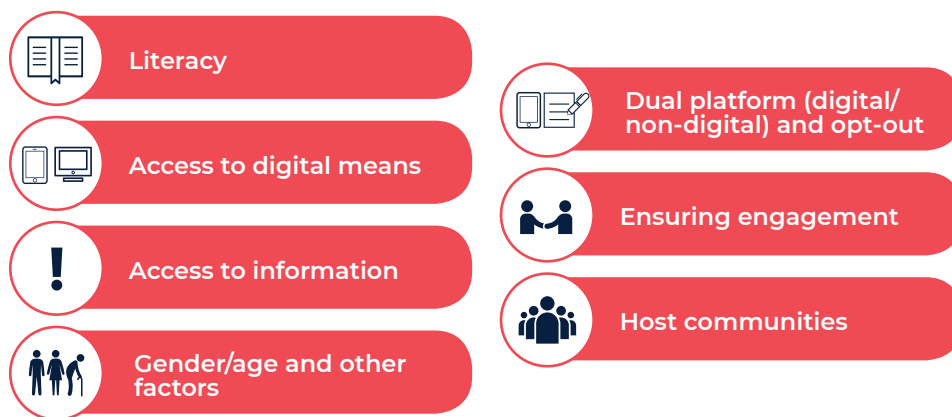 Literacy
Access to digital means
Access to information
Gender/age and other
factors
Dual platform (digital/
non-digital) and opt-out
Ensuring engagement
Host communities